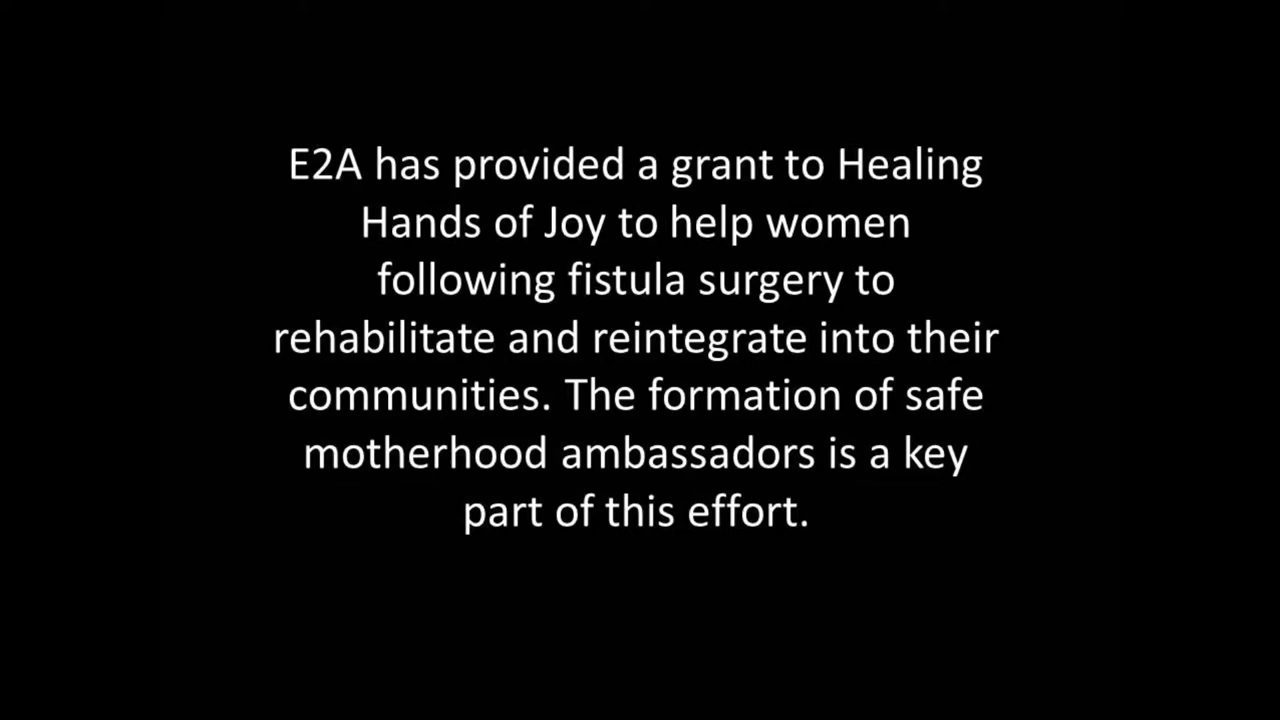 E2A has provided a grant to Healing
Hands of Joy to help women
following fistula surgery to
rehabilitate and reintegrate into their
communities. The formation of safe
motherhood ambassadors is a key
part of this effort.